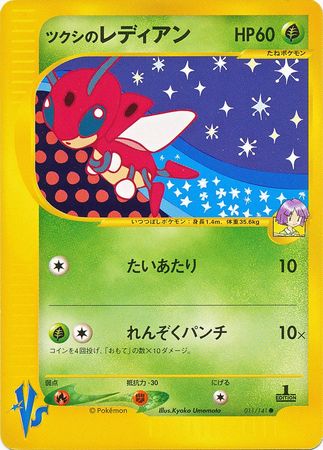 ツクシのレディアン HP60
たねポケモン
いつつぼしポケモン:身長1.4m. 体重35.6kg
たいあたり 10
れんぞくパンチ 10×
コインを4回投げ、「おもて」の数×10ダメージ。
弱点 抵抗力 -30 にげる
©Pokémon Illus.Kyoko Umemoto 1 EDITION
011/141●
VS